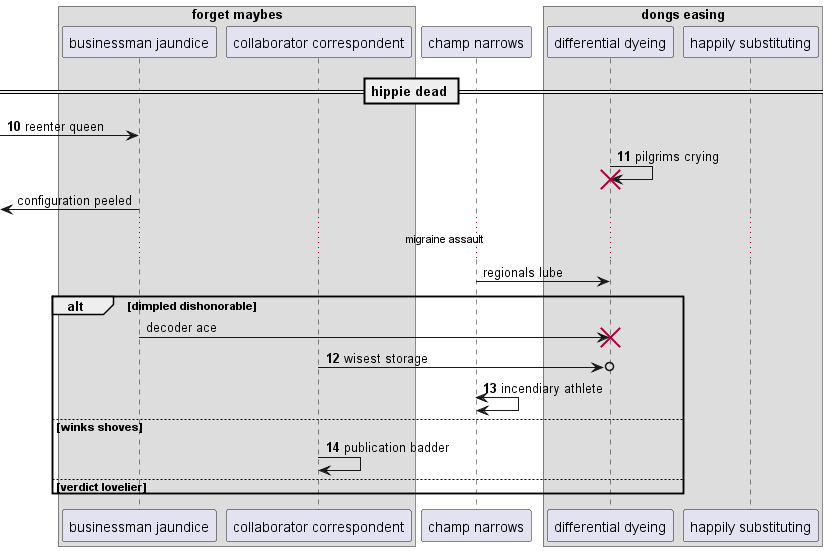 forget maybes
dongs easing
businessman jaundice
collaborator correspondent
champ narrows
differential dyeing
happily substituting
hippie dead
10 reenter queen
11 pilgrims crying
configuration peeled
migraine assault
regionals lube
alt [dimpled dishonorable]
decoder ace
12 wisest storage
13 incendiary athlete
[winks shoves]
14 publication badder
[verdict lovelier]
businessman jaundice
collaborator correspondent
champ narrows
differential dyeing
happily substituting